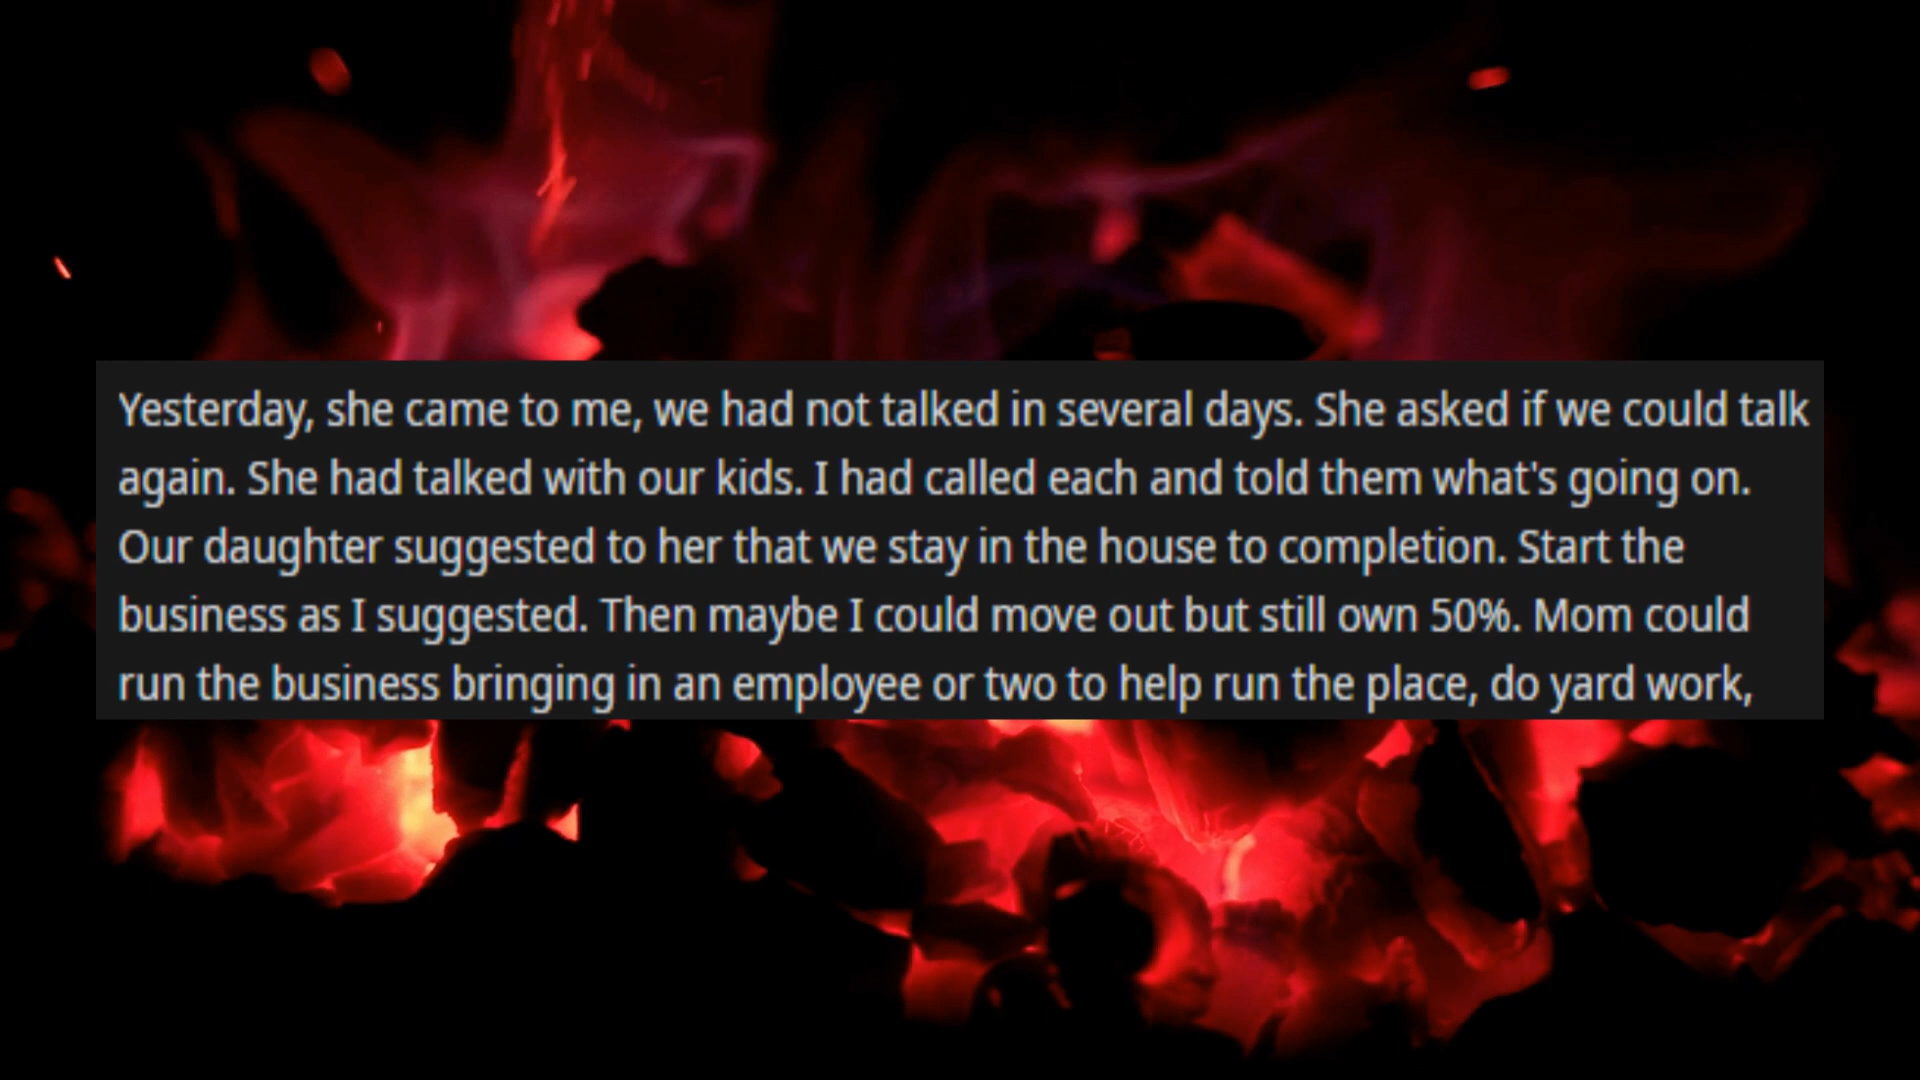 Yesterday, she came to me, we had not talked in several days. She asked if we could talk
again. She had talked with our kids. I had called each and told them what's going on.
Our daughter suggested to her that we stay in the house to completion. Start the
business as I suggested. Then maybe I could move out but still own 50%. Mom could
run the business bringing in an employee or two to help run the place, do yard work,